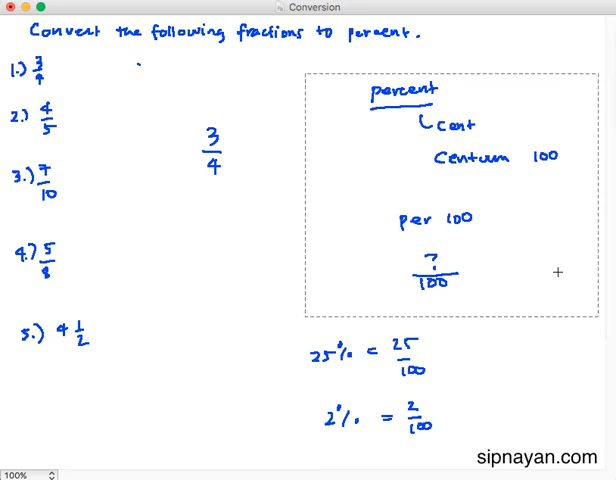 Conversion
Convert the following fractions to percent.
1.) 3/4
2.) 4/5
3.) 7/10
4.) 5/8
5.) 4 1/2
3/4
percent
cent
Centum 100
per 100
?/100
25% = 25/100
2% = 2/100
sipnayan.com
100%